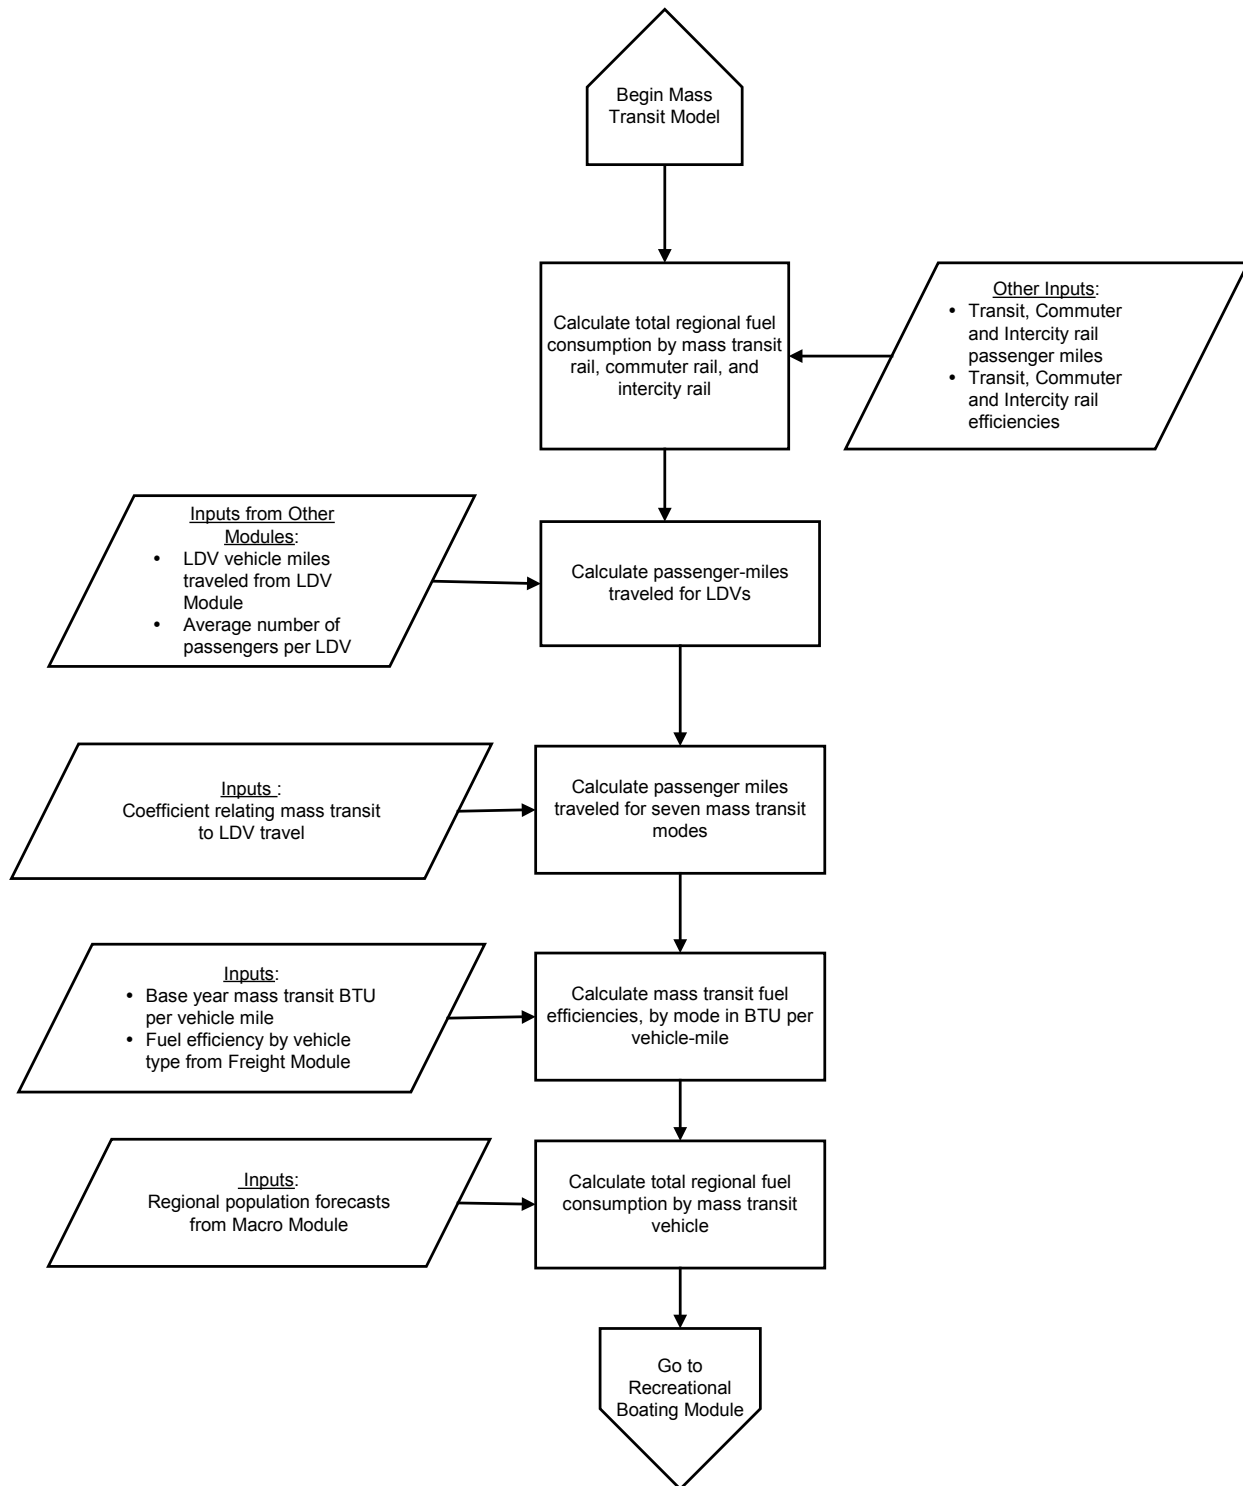 Begin Mass
Transit Model
Calculate total regional fuel
consumption by mass transit
rail, commuter rail, and
intercity rail
Other Inputs:
• Transit, Commuter
and Intercity rail
passenger miles
• Transit, Commuter
and Intercity rail
efficiencies
Inputs from Other
Modules:
• LDV vehicle miles
traveled from LDV
Module
• Average number of
passengers per LDV
Calculate passenger-miles
traveled for LDVs
Inputs :
Coefficient relating mass transit
to LDV travel
Calculate passenger miles
traveled for seven mass transit
modes
Inputs:
• Base year mass transit BTU
per vehicle mile
• Fuel efficiency by vehicle
type from Freight Module
Calculate mass transit fuel
efficiencies, by mode in BTU per
vehicle-mile
Inputs:
Regional population forecasts
from Macro Module
Calculate total regional fuel
consumption by mass transit
vehicle
Go to
Recreational
Boating Module